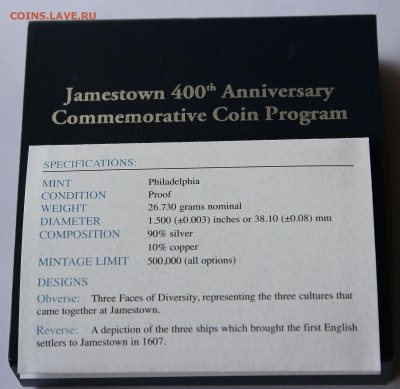 COINS.LAVE.RU
Jamestown 400th Anniversary
Commemorative Coin Program
SPECIFICATIONS:
MINT Philadelphia
CONDITION Proof
WEIGHT 26.730 grams nominal
DIAMETER 1.500 (±0.003) inches or 38.10 (±0.08) mm
COMPOSITION 90% silver
10% copper
MINTAGE LIMIT 500,000 (all options)
DESIGNS
Obverse: Three Faces of Diversity, representing the three cultures that
came together at Jamestown.
Reverse: A depiction of the three ships which brought the first English
settlers to Jamestown in 1607.